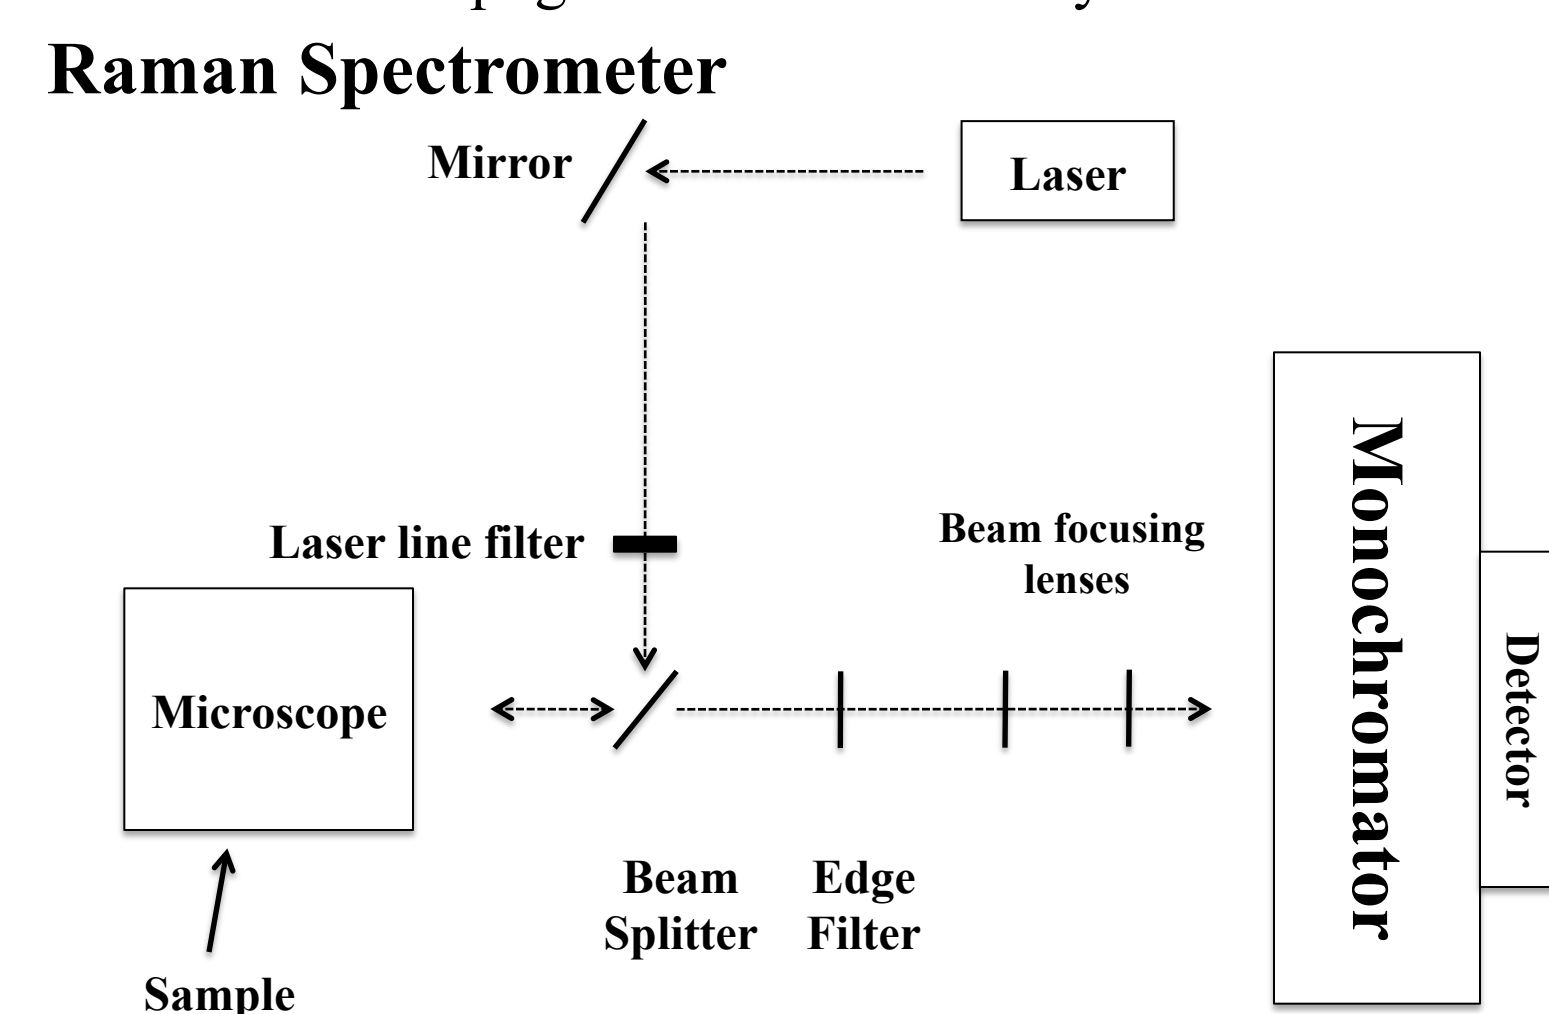 Raman Spectrometer
Mirror
Laser
Laser line filter
Beam focusing
lenses
Microscope
Monochromator
Detector
Beam
Splitter
Edge
Filter
Sample